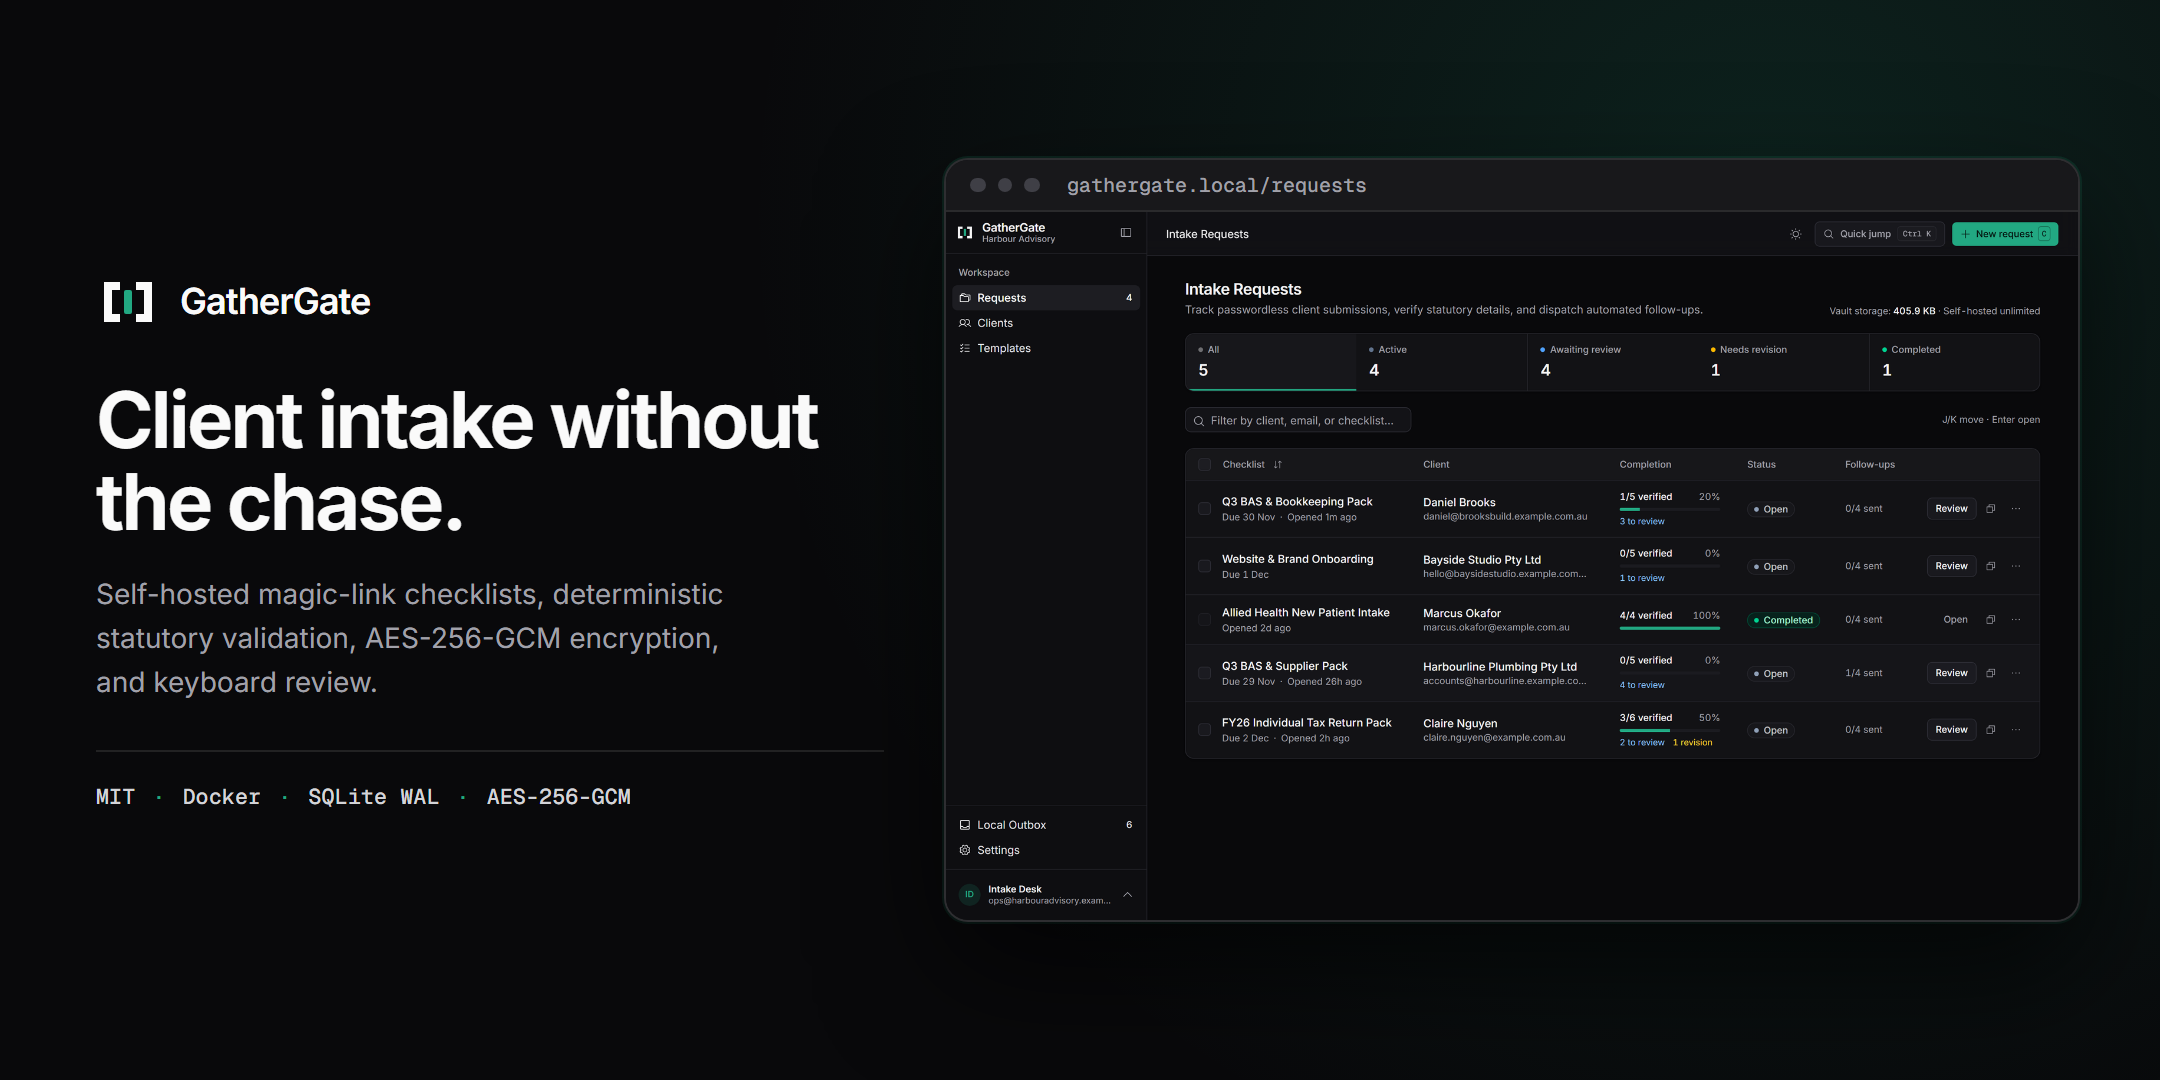 GatherGate
Client intake without
the chase.
Self-hosted magic-link checklists, deterministic
statutory validation, AES-256-GCM encryption,
and keyboard review.
MIT · Docker · SQLite WAL · AES-256-GCM
gathergate.local/requests
GatherGate
Harbour Advisory
Workspace
Requests 4
Clients
Templates
Local Outbox 6
Settings
ID
Intake Desk
ops@harbouradvisory.exam...
Intake Requests
Quick jump Ctrl K
+ New request C
Intake Requests
Track passwordless client submissions, verify statutory details, and dispatch automated follow-ups.
Vault storage: 405.9 KB · Self-hosted unlimited
All
5
Active
4
Awaiting review
4
Needs revision
1
Completed
1
Filter by client, email, or checklist...
J/K move · Enter open
Checklist Client Completion Status Follow-ups
Q3 BAS & Bookkeeping Pack
Due 30 Nov · Opened 1m ago
Daniel Brooks
daniel@brooksbuild.example.com.au
1/5 verified 20%
3 to review
Open
0/4 sent
Review
Website & Brand Onboarding
Due 1 Dec
Bayside Studio Pty Ltd
hello@baysidestudio.example.com...
0/5 verified 0%
1 to review
Open
0/4 sent
Review
Allied Health New Patient Intake
Opened 2d ago
Marcus Okafor
marcus.okafor@example.com.au
4/4 verified 100%
Completed
0/4 sent
Open
Q3 BAS & Supplier Pack
Due 29 Nov · Opened 26h ago
Harbourline Plumbing Pty Ltd
accounts@harbourline.example.co...
0/5 verified 0%
4 to review
Open
1/4 sent
Review
FY26 Individual Tax Return Pack
Due 2 Dec · Opened 2h ago
Claire Nguyen
claire.nguyen@example.com.au
3/6 verified 50%
2 to review 1 revision
Open
0/4 sent
Review